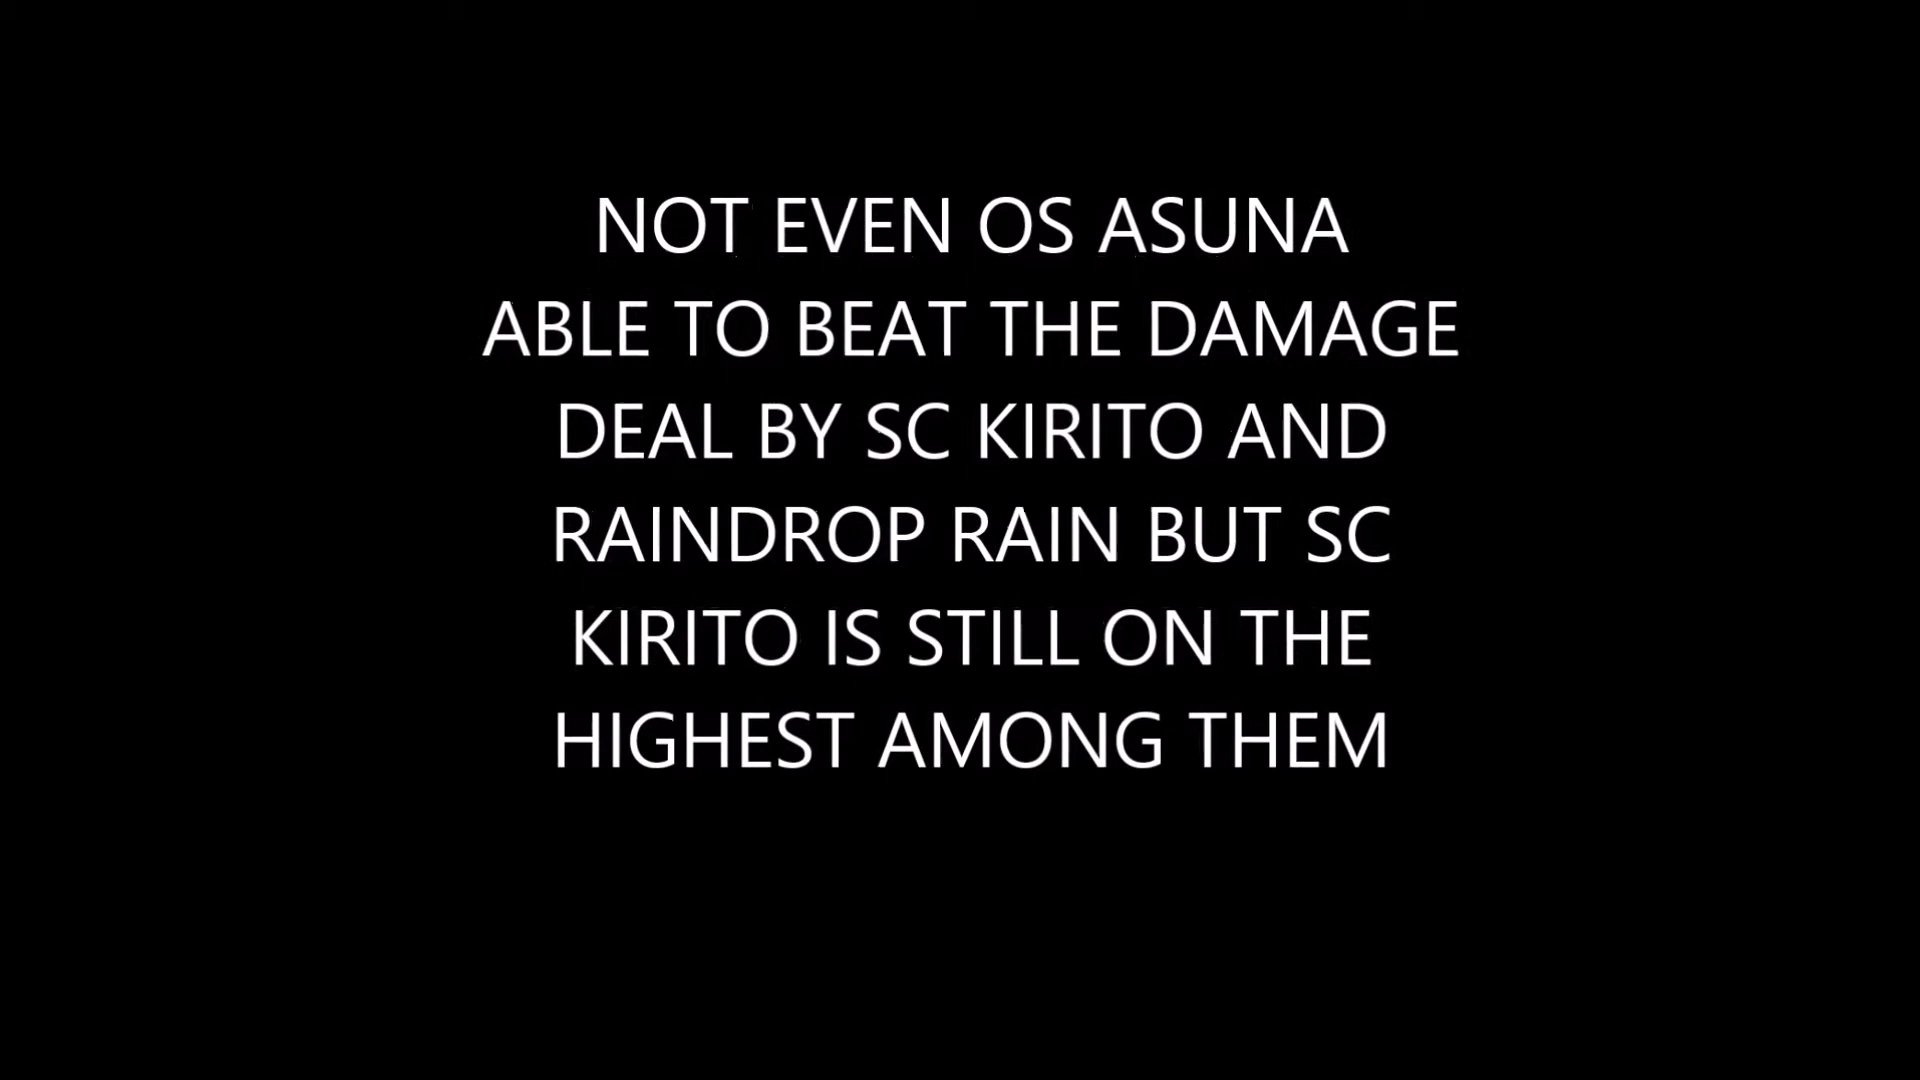 NOT EVEN OS ASUNA
ABLE TO BEAT THE DAMAGE
DEAL BY SC KIRITO AND
RAINDROP RAIN BUT SC
KIRITO IS STILL ON THE
HIGHEST AMONG THEM